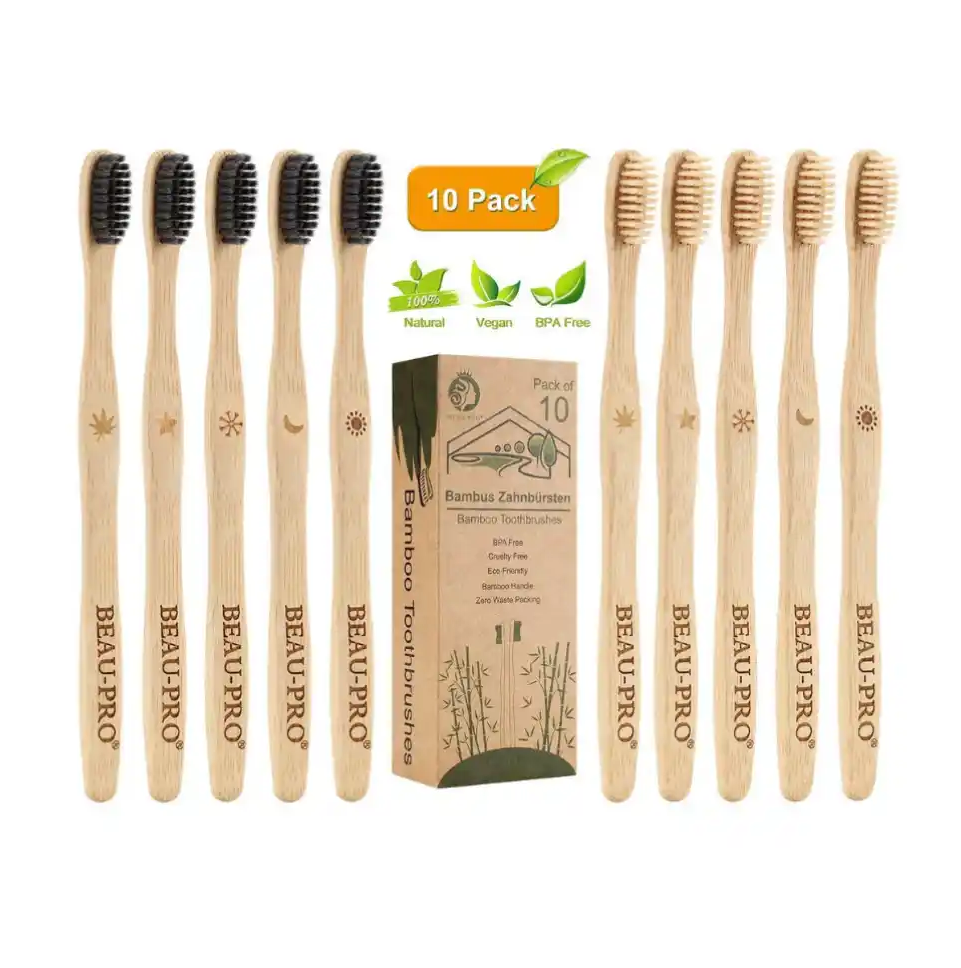 10 Pack
100%
Natural
Vegan
BPA Free
Pack of
10
Bambus Zahnbürsten
Bamboo Toothbrushes
BPA Free
Cruelty Free
Eco-Friendly
Bamboo Handle
Zero Waste Packing
Bamboo Toothbrushes
BEAU-PRO®
BEAU-PRO®
BEAU-PRO®
BEAU-PRO®
BEAU-PRO®
BEAU-PRO®
BEAU-PRO®
BEAU-PRO®
BEAU-PRO®
BEAU-PRO®